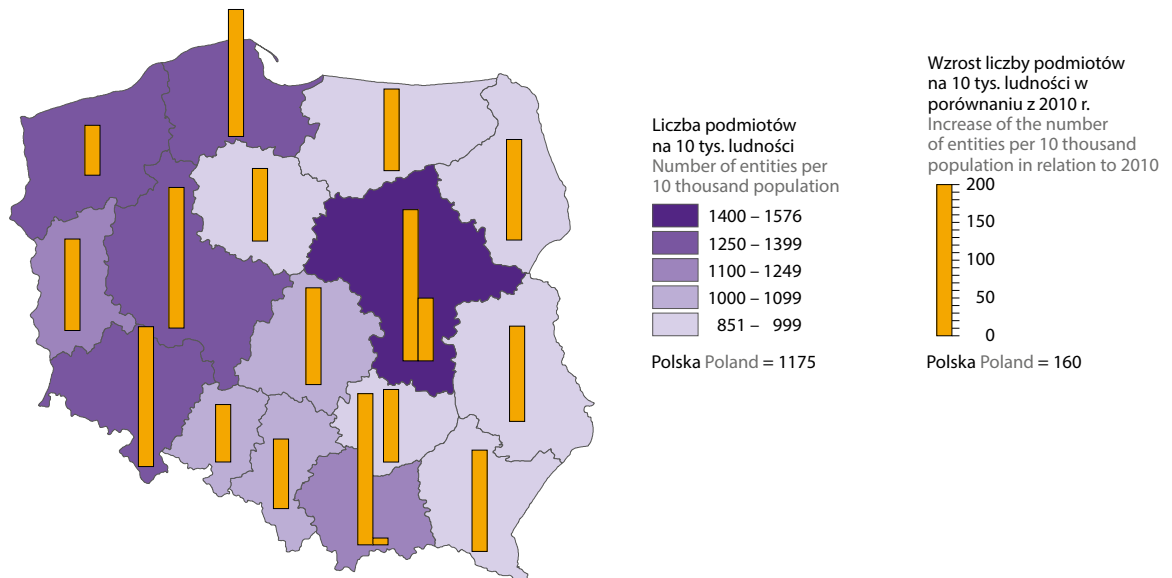 Liczba podmiotów
na 10 tys. ludności
Number of entities per
10 thousand population
1400 – 1576
1250 – 1399
1100 – 1249
1000 – 1099
851 – 999
Polska Poland = 1175
Wzrost liczby podmiotów
na 10 tys. ludności w
porównaniu z 2010 r.
Increase of the number
of entities per 10 thousand
population in relation to 2010
200
150
100
50
0
Polska Poland = 160